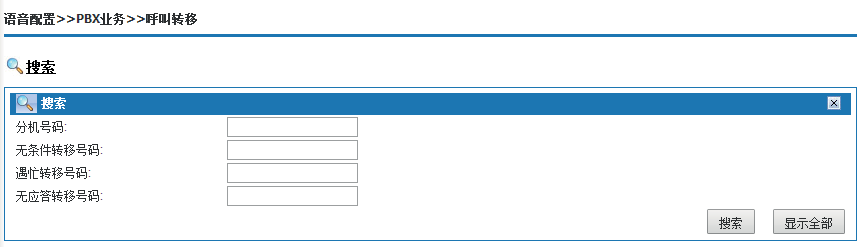 语音配置>>PBX业务>>呼叫转移
搜索
搜索
分机号码:
无条件转移号码:
遇忙转移号码:
无应答转移号码:
搜索 显示全部